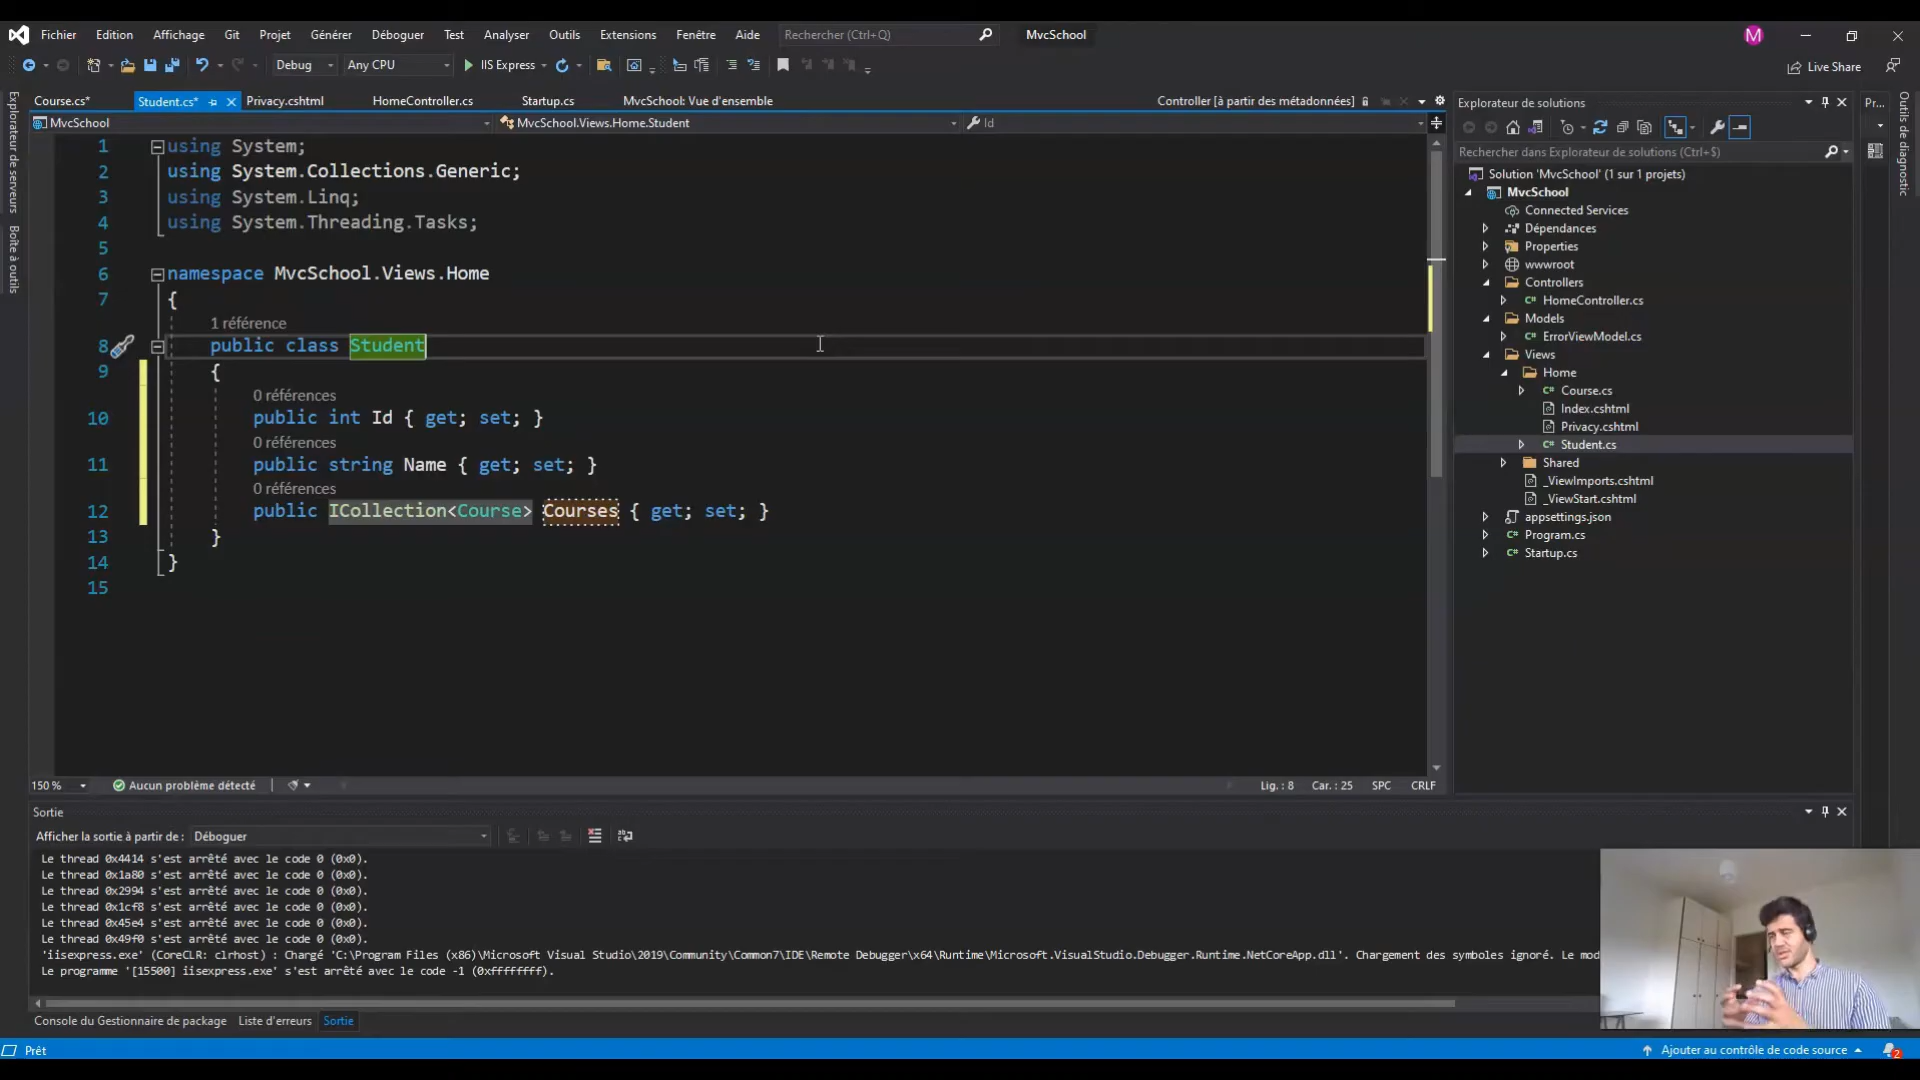 Fichier Edition Affichage Git Projet Générer Déboguer Test Analyser Outils Extensions Fenêtre Aide Rechercher (Ctrl+Q) MvcSchool M
Debug Any CPU IIS Express Live Share
Course.cs* Student.cs* Privacy.cshtml HomeController.cs Startup.cs MvcSchool: Vue d'ensemble Controller [à partir des métadonnées]
MvcSchool MvcSchool.Views.Home.Student Id
1 using System;
2 using System.Collections.Generic;
3 using System.Linq;
4 using System.Threading.Tasks;
5
6 namespace MvcSchool.Views.Home
7 {
1 référence
8 public class Student
9 {
0 références
10 public int Id { get; set; }
0 références
11 public string Name { get; set; }
0 références
12 public ICollection<Course> Courses { get; set; }
13 }
14 }
15
150 % Aucun problème détecté Lig. : 8 Car. : 25 SPC CRLF
Explorateur de serveurs
Boîte à outils
Explorateur de solutions
Rechercher dans Explorateur de solutions (Ctrl+$)
Solution 'MvcSchool' (1 sur 1 projets)
MvcSchool
Connected Services
Dépendances
Properties
wwwroot
Controllers
C# HomeController.cs
Models
C# ErrorViewModel.cs
Views
Home
C# Course.cs
Index.cshtml
Privacy.cshtml
C# Student.cs
Shared
_ViewImports.cshtml
_ViewStart.cshtml
appsettings.json
C# Program.cs
C# Startup.cs
Pr...
Outils de diagnostic
Sortie
Afficher la sortie à partir de : Déboguer
Le thread 0x4414 s'est arrêté avec le code 0 (0x0).
Le thread 0x1a80 s'est arrêté avec le code 0 (0x0).
Le thread 0x2994 s'est arrêté avec le code 0 (0x0).
Le thread 0x1cf8 s'est arrêté avec le code 0 (0x0).
Le thread 0x45e4 s'est arrêté avec le code 0 (0x0).
Le thread 0x49f0 s'est arrêté avec le code 0 (0x0).
'iisexpress.exe' (CoreCLR: clrhost) : Chargé 'C:\Program Files (x86)\Microsoft Visual Studio\2019\Community\Common7\IDE\Remote Debugger\x64\Runtime\Microsoft.VisualStudio.Debugger.Runtime.NetCoreApp.dll'. Chargement des symboles ignoré. Le mod
Le programme '[15500] iisexpress.exe' s'est arrêté avec le code -1 (0xffffffff).
Console du Gestionnaire de package Liste d'erreurs Sortie
Prêt Ajouter au contrôle de code source 2